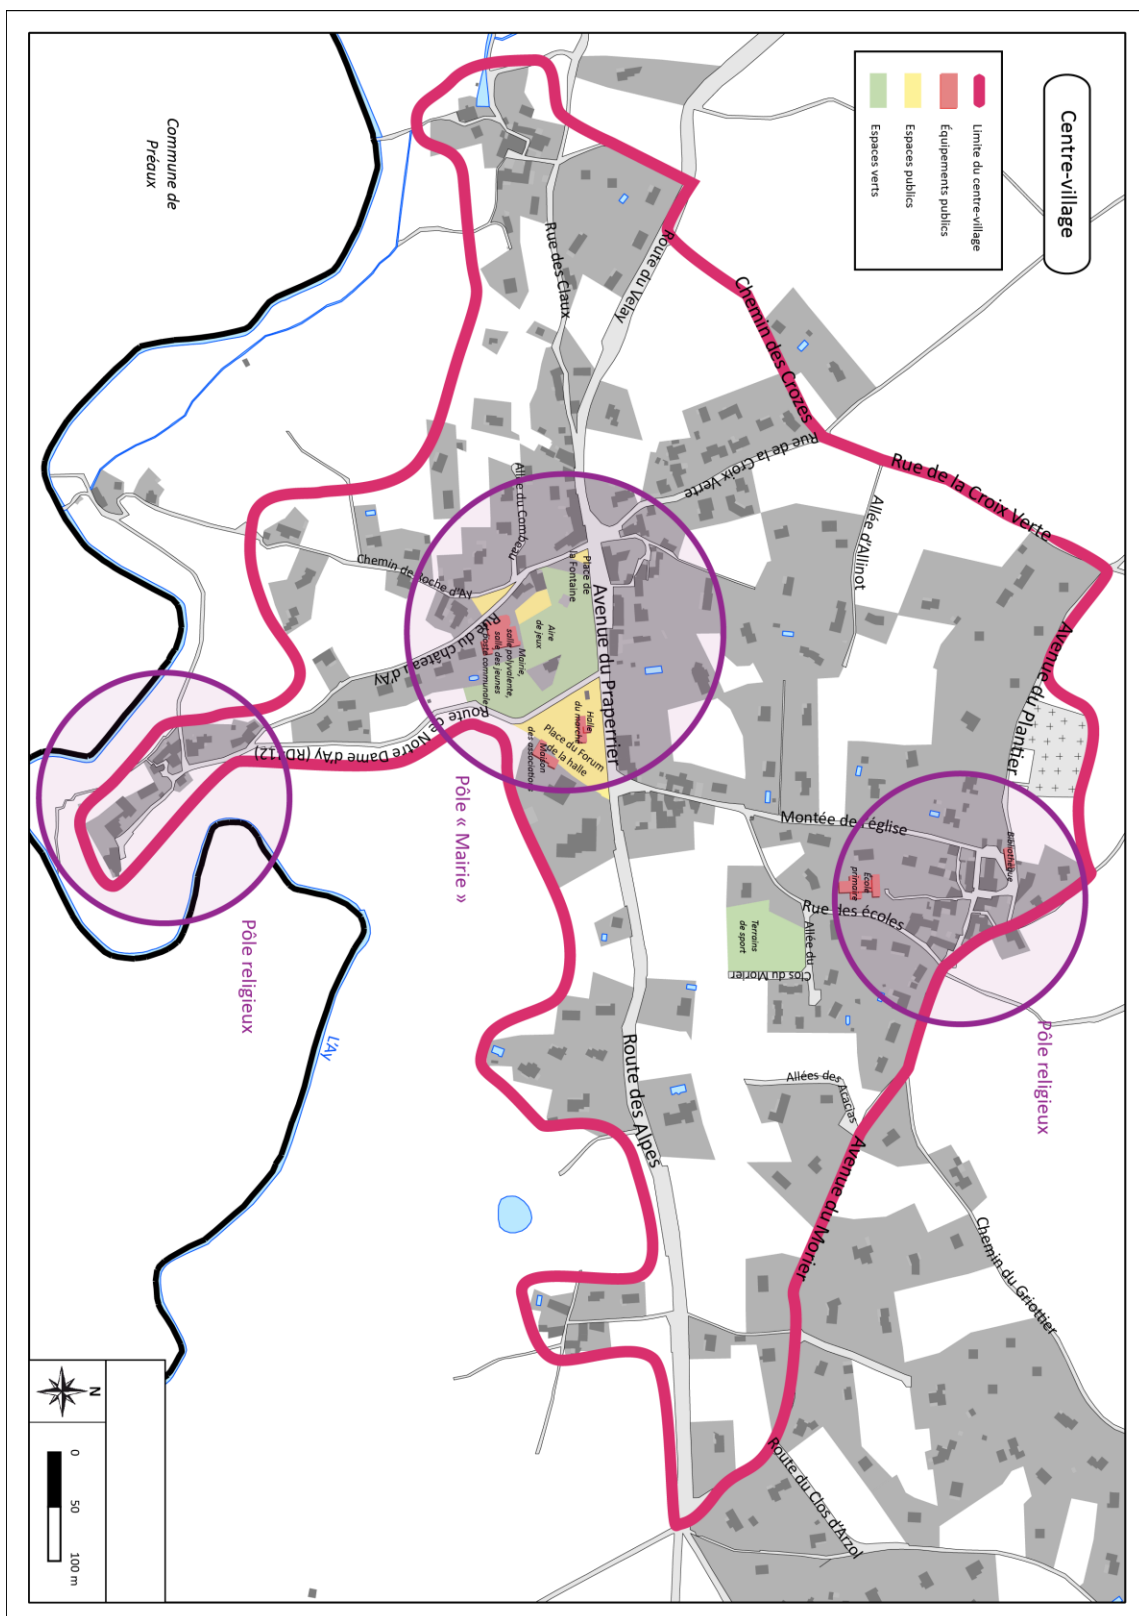 Centre-village
Limite du centre-village
Équipements publics
Espaces publics
Espaces verts
Commune de
Préaux
Rue des Claux
Route du Velay
Chemin des Crozes
Rue de la Croix Verte
Rue de la Croix Verte
Allée d'Allinot
Avenue du Plantier
Allée du Combeau
Chemin de Roche d'Ay
Place de
la Fontaine
Avenue du Praperrier
Aire
de jeux
Mairie,
salle polyvalente,
salle des jeunes
poste communale
Rue du Château d'Ay
Route de Notre Dame d'Ay (RD212)
Halle
du marché
Place du Forum
de la halle
Maison
des associations
Pôle « Mairie »
Montée de l'église
Bibliothèque
École
primaire
Rue des écoles
Terrains
de sport
Allée du
Clos du Morier
Pôle religieux
Pôle religieux
L'Ay
Route des Alpes
Allées des
Acacias
Avenue du Morier
Chemin du Griottier
Route du Clos d'Arzol
N
0
50
100 m